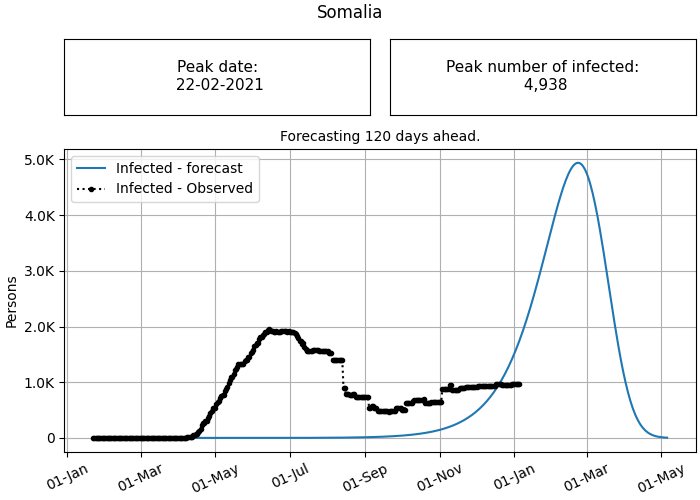 Somalia
Peak date:
22-02-2021
Peak number of infected:
4,938
Forecasting 120 days ahead.
Infected - forecast
Infected - Observed
Persons
5.0K
4.0K
3.0K
2.0K
1.0K
0
01-Jan
01-Mar
01-May
01-Jul
01-Sep
01-Nov
01-Jan
01-Mar
01-May